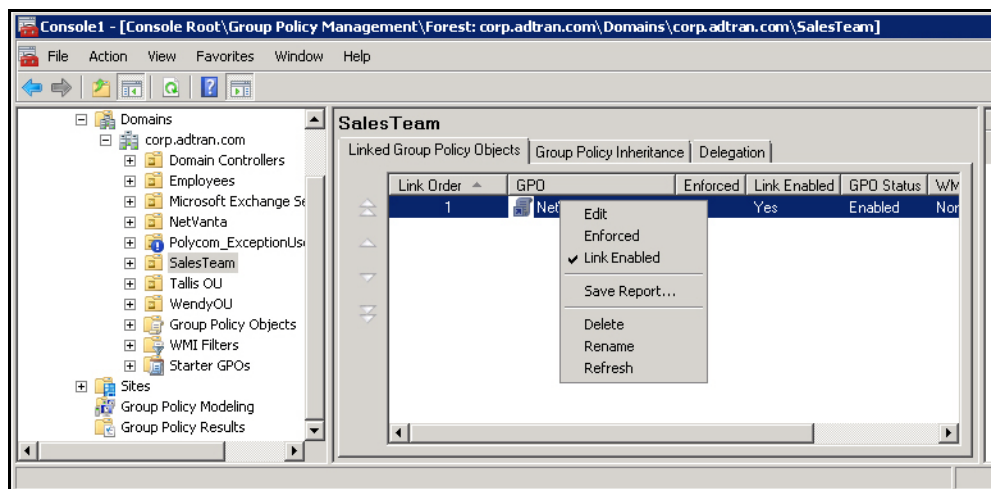 Console1 - [Console Root\Group Policy Management\Forest: corp.adtran.com\Domains\corp.adtran.com\SalesTeam]
File Action View Favorites Window Help
Domains
corp.adtran.com
Domain Controllers
Employees
Microsoft Exchange Se
NetVanta
Polycom_ExceptionUse
SalesTeam
Tallis OU
WendyOU
Group Policy Objects
WMI Filters
Starter GPOs
Sites
Group Policy Modeling
Group Policy Results
SalesTeam
Linked Group Policy Objects Group Policy Inheritance Delegation
Link Order GPO Enforced Link Enabled GPO Status WM
1 Net Yes Enabled Nor
Edit
Enforced
Link Enabled
Save Report...
Delete
Rename
Refresh